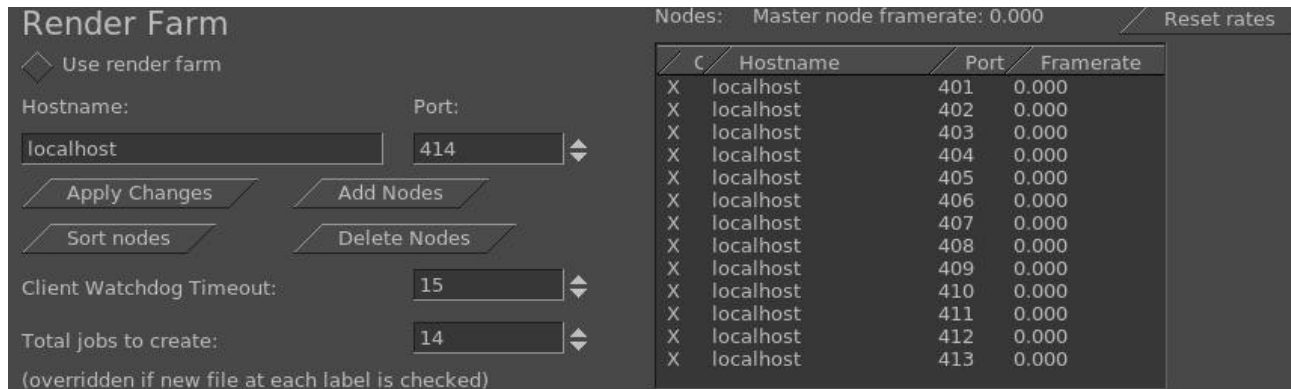 Render Farm
Use render farm
Hostname: Port:
localhost 414
Apply Changes Add Nodes
Sort nodes Delete Nodes
Client Watchdog Timeout: 15
Total jobs to create: 14
(overridden if new file at each label is checked)
Nodes: Master node framerate: 0.000 Reset rates
C Hostname Port Framerate
X localhost 401 0.000
X localhost 402 0.000
X localhost 403 0.000
X localhost 404 0.000
X localhost 405 0.000
X localhost 406 0.000
X localhost 407 0.000
X localhost 408 0.000
X localhost 409 0.000
X localhost 410 0.000
X localhost 411 0.000
X localhost 412 0.000
X localhost 413 0.000